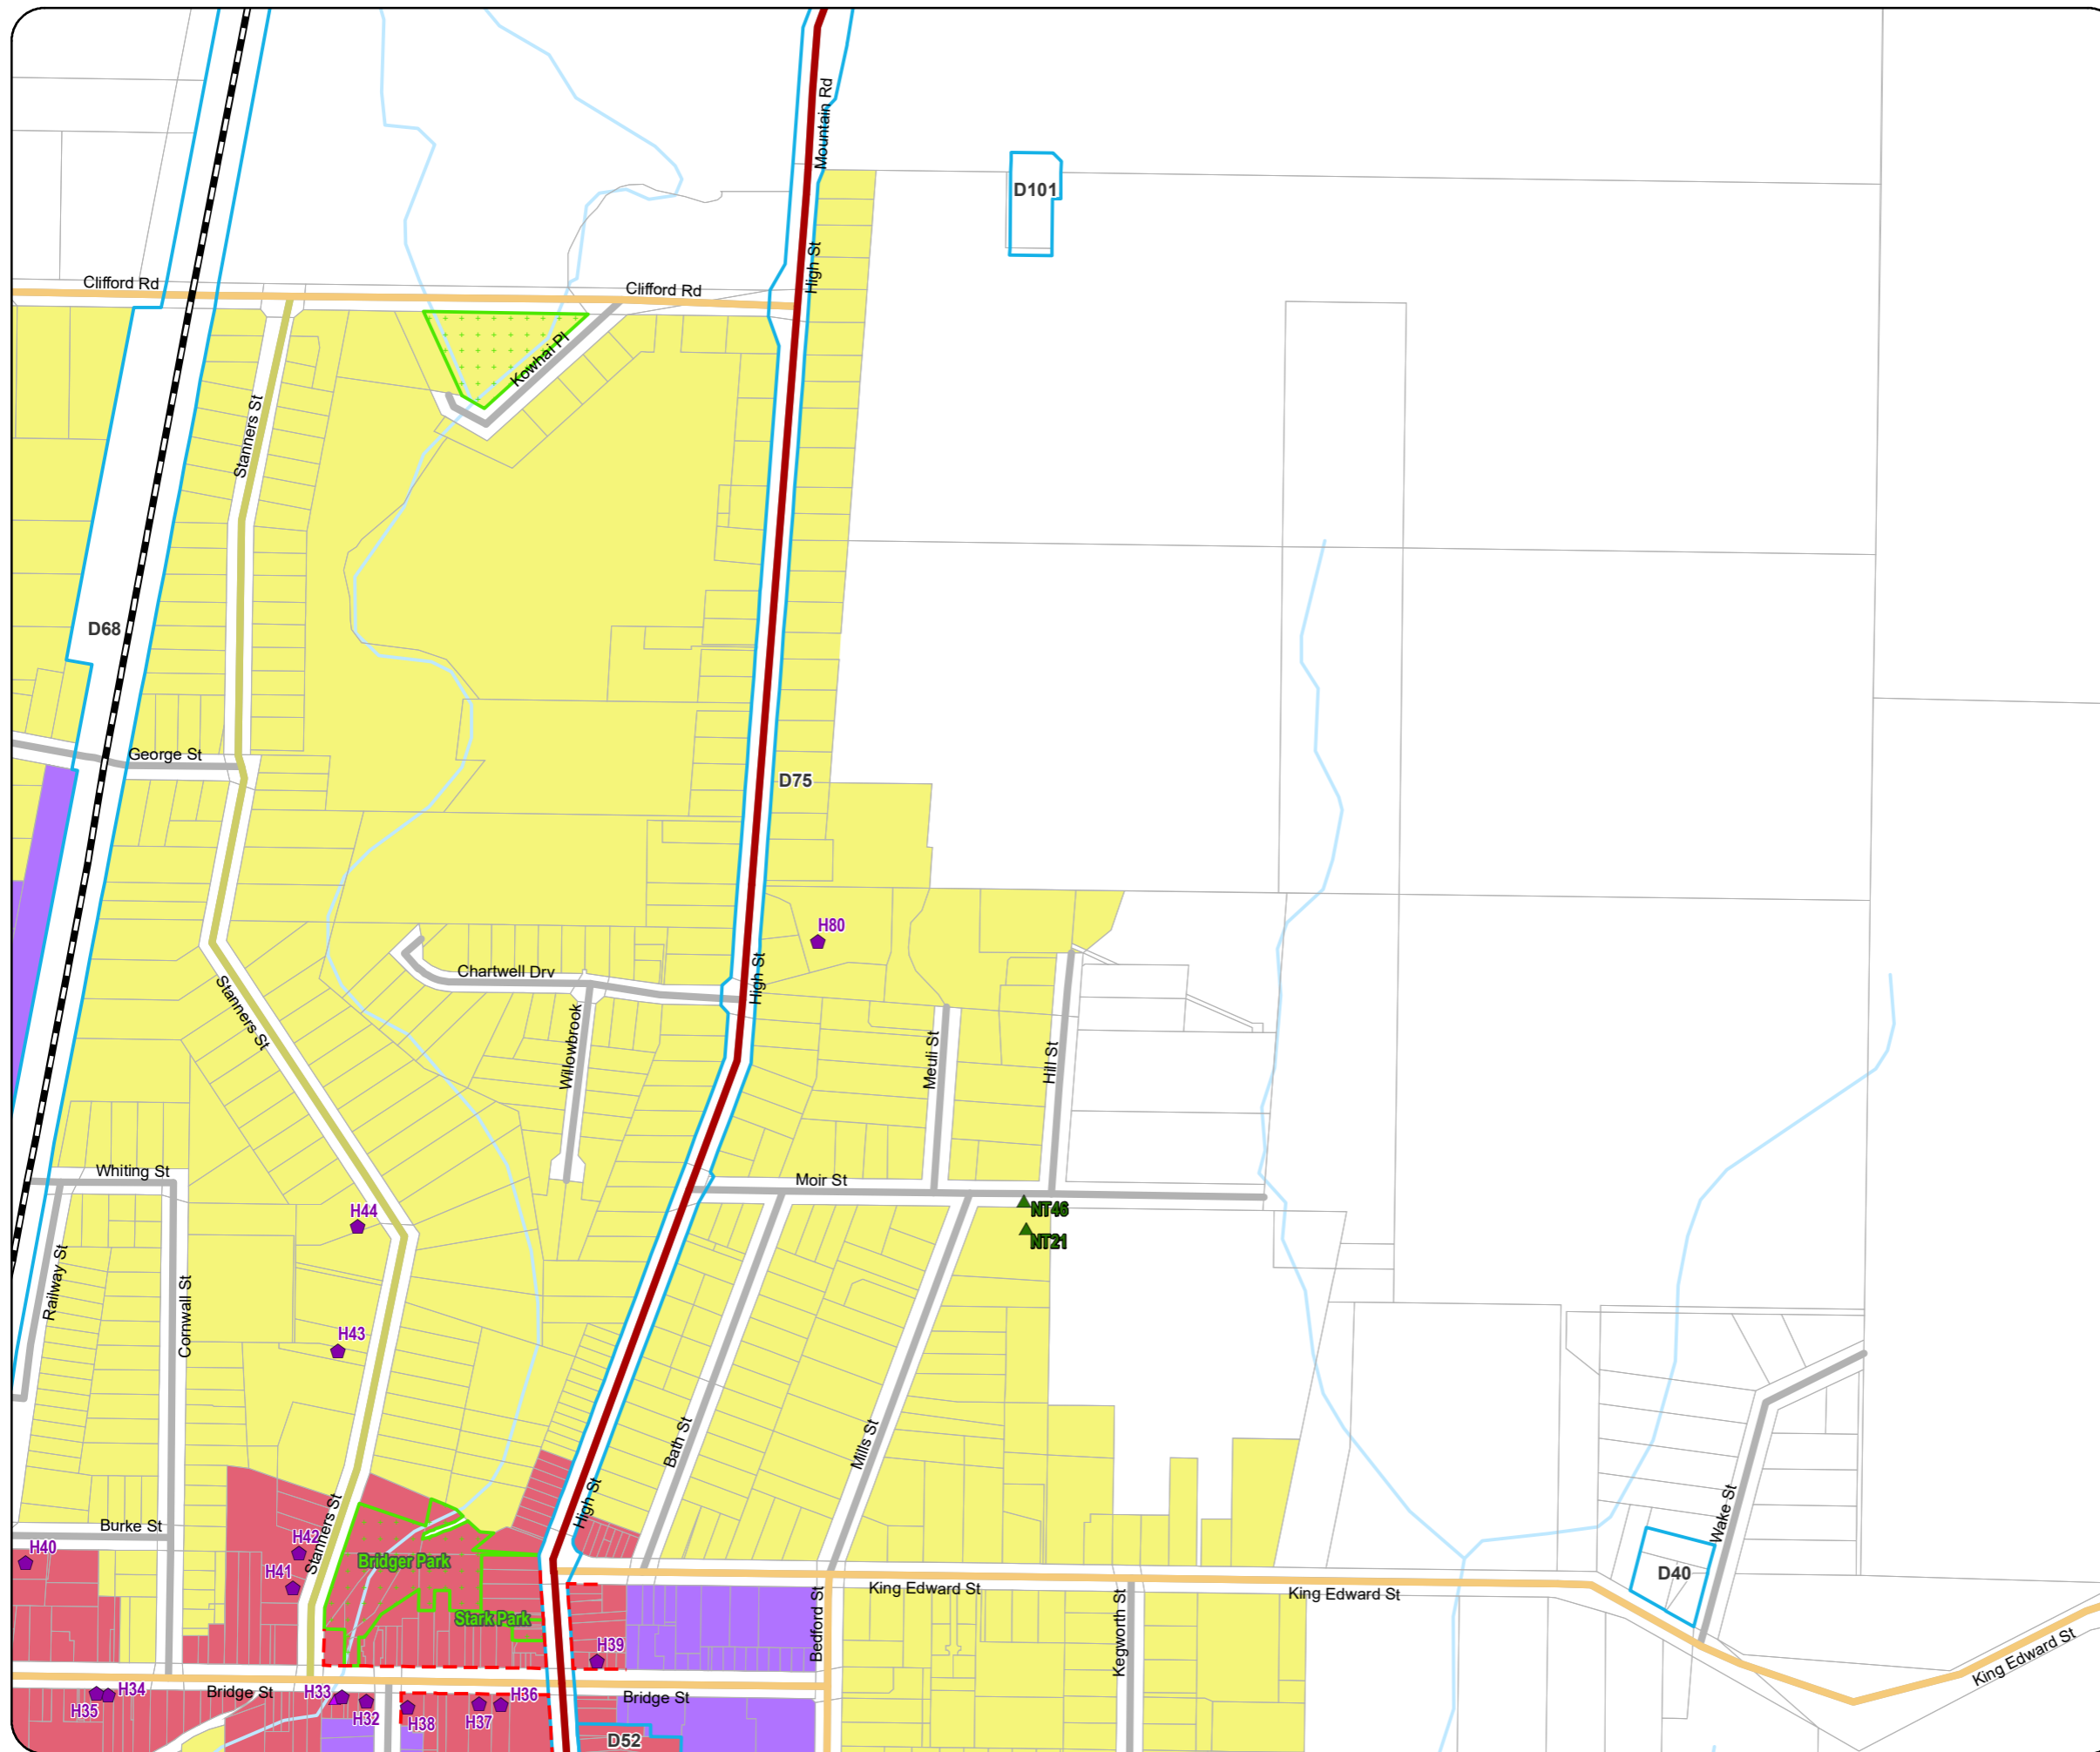 Mountain Rd
D101
High St
Clifford Rd
Clifford Rd
Kowhai Pl
Stanners St
D68
George St
D75
H80
High St
Chartwell Drv
Stanners St
Willowbrook
Meuli St
Hill St
Whiting St
Moir St
H44
NT46
NT21
Railway St
Cornwall St
H43
Bath St
Mills St
High St
Stanners St
Wake St
Burke St
H42
H40
Bridger Park
H41
D40
King Edward St
King Edward St
Stark Park
Bedford St
Kegworth St
H39
King Edward St
H34
Bridge St
H33
H36
Bridge St
H35
H32
H38
H37
D52